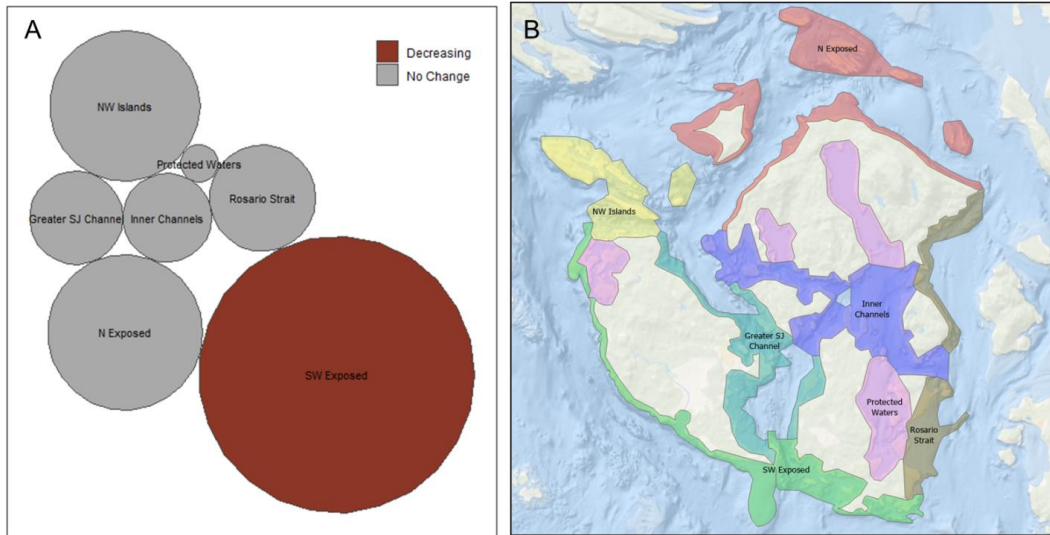 A
Decreasing
No Change
NW Islands
Protected Waters
Greater SJ Channel
Inner Channels
Rosario Strait
N Exposed
SW Exposed
B
N Exposed
NW Islands
Inner
Channels
Greater SJ
Channel
Protected
Waters
Rosario
Strait
SW Exposed